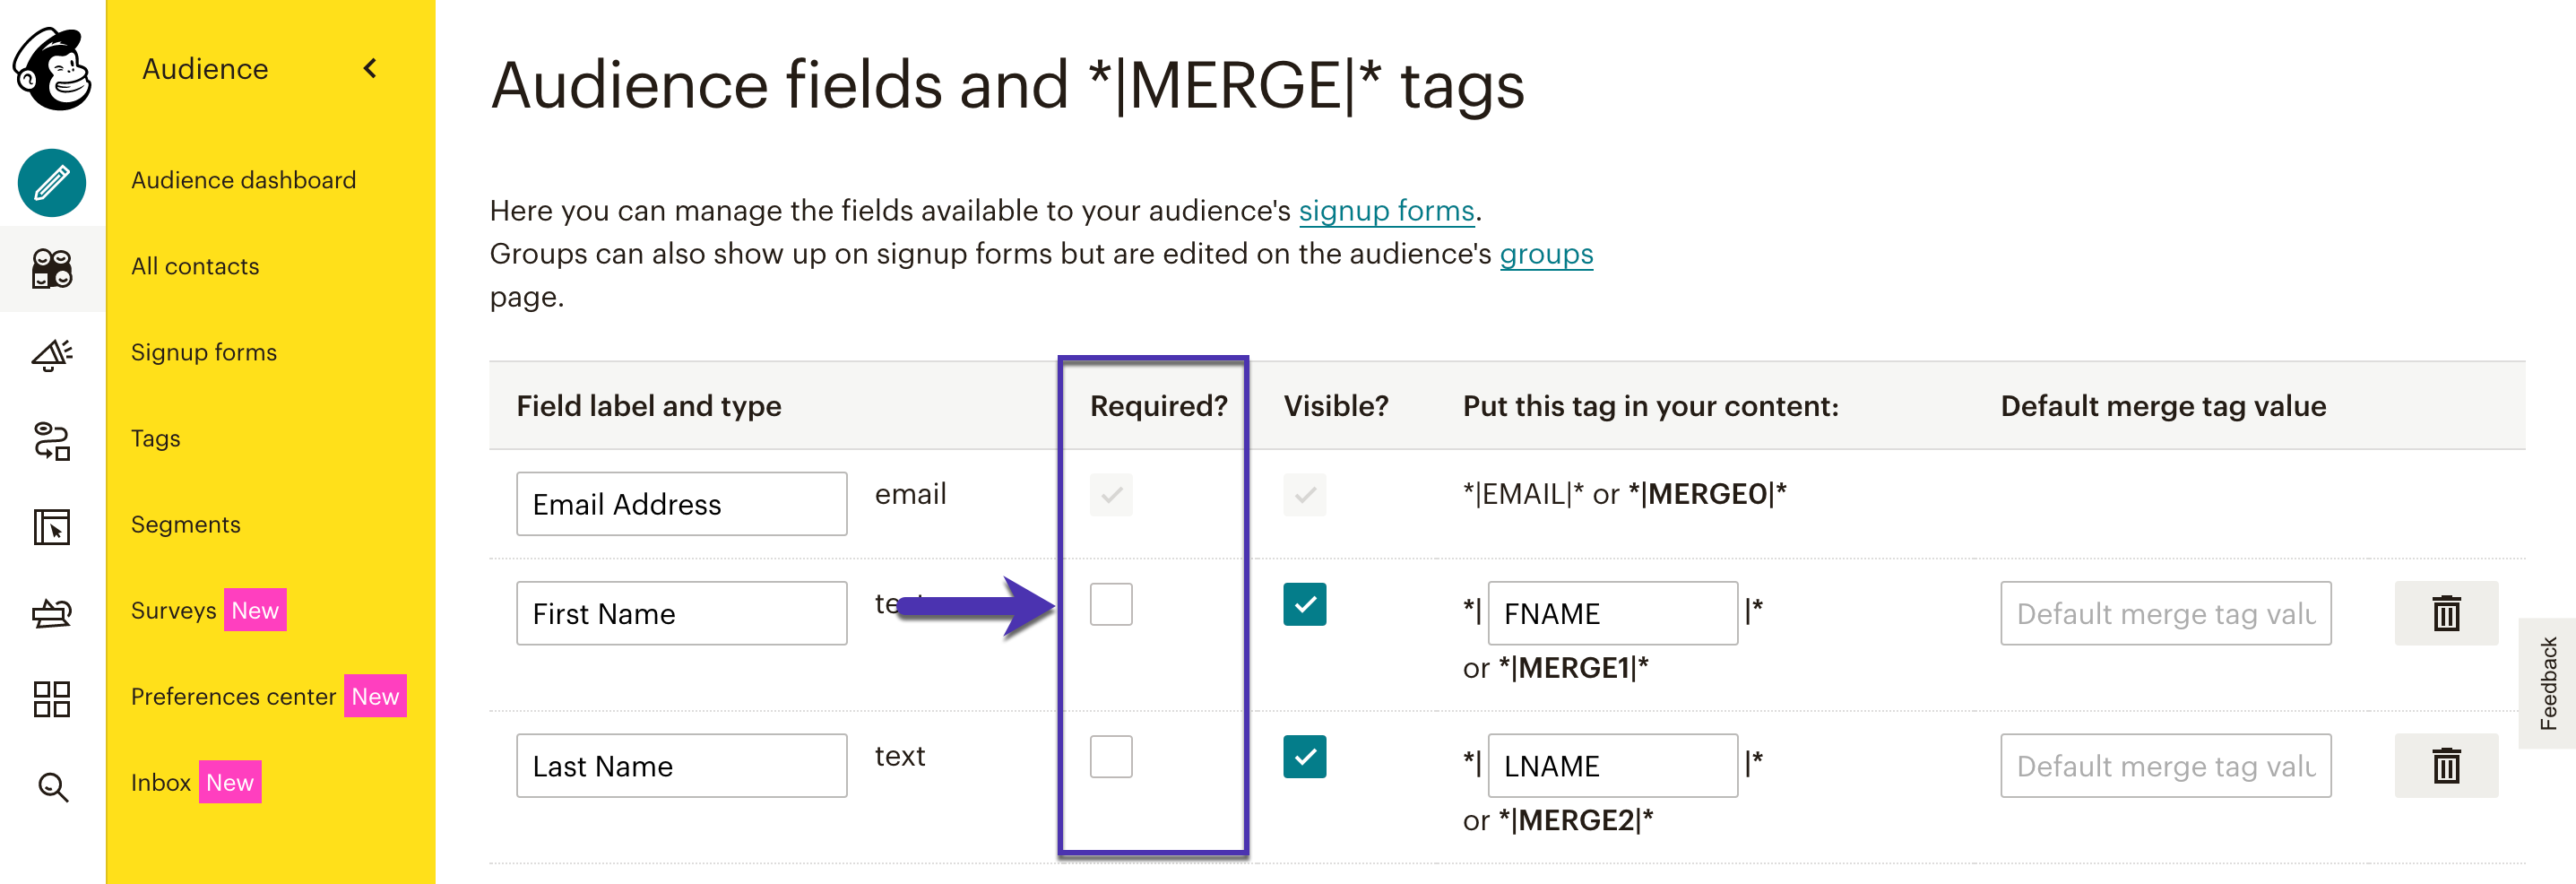 Audience
Audience dashboard
All contacts
Signup forms
Tags
Segments
Surveys New
Preferences center New
Inbox New
Audience fields and *|MERGE|* tags
Here you can manage the fields available to your audience's signup forms.
Groups can also show up on signup forms but are edited on the audience's groups
page.
Field label and type Required? Visible? Put this tag in your content: Default merge tag value
Email Address email *|EMAIL|* or *|MERGE0|*
First Name *| FNAME |* Default merge tag valu
or *|MERGE1|*
Last Name text *| LNAME |* Default merge tag valu
or *|MERGE2|*
Feedback